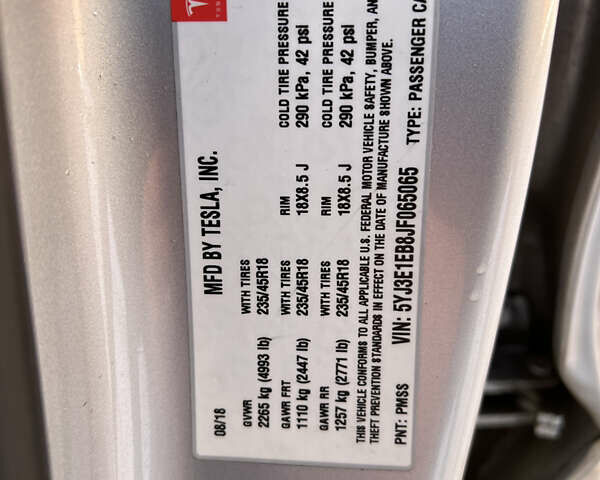 MFD BY TESLA, INC.
08/18
GVWR WITH TIRES RIM COLD TIRE PRESSURE
2265 kg (4993 lb) 235/45R18 18X8.5 J 290 kPa, 42 psi
GAWR FRT WITH TIRES RIM COLD TIRE PRESSURE
1110 kg (2447 lb) 235/45R18 18X8.5 J 290 kPa, 42 psi
GAWR RR WITH TIRES
1257 kg (2771 lb) 235/45R18
THIS VEHICLE CONFORMS TO ALL APPLICABLE U.S. FEDERAL MOTOR VEHICLE SAFETY, BUMPER, AN
THEFT PREVENTION STANDARDS IN EFFECT ON THE DATE OF MANUFACTURE SHOWN ABOVE.
PNT: PMSS VIN: 5YJ3E1EB8JF065065 TYPE: PASSENGER CA